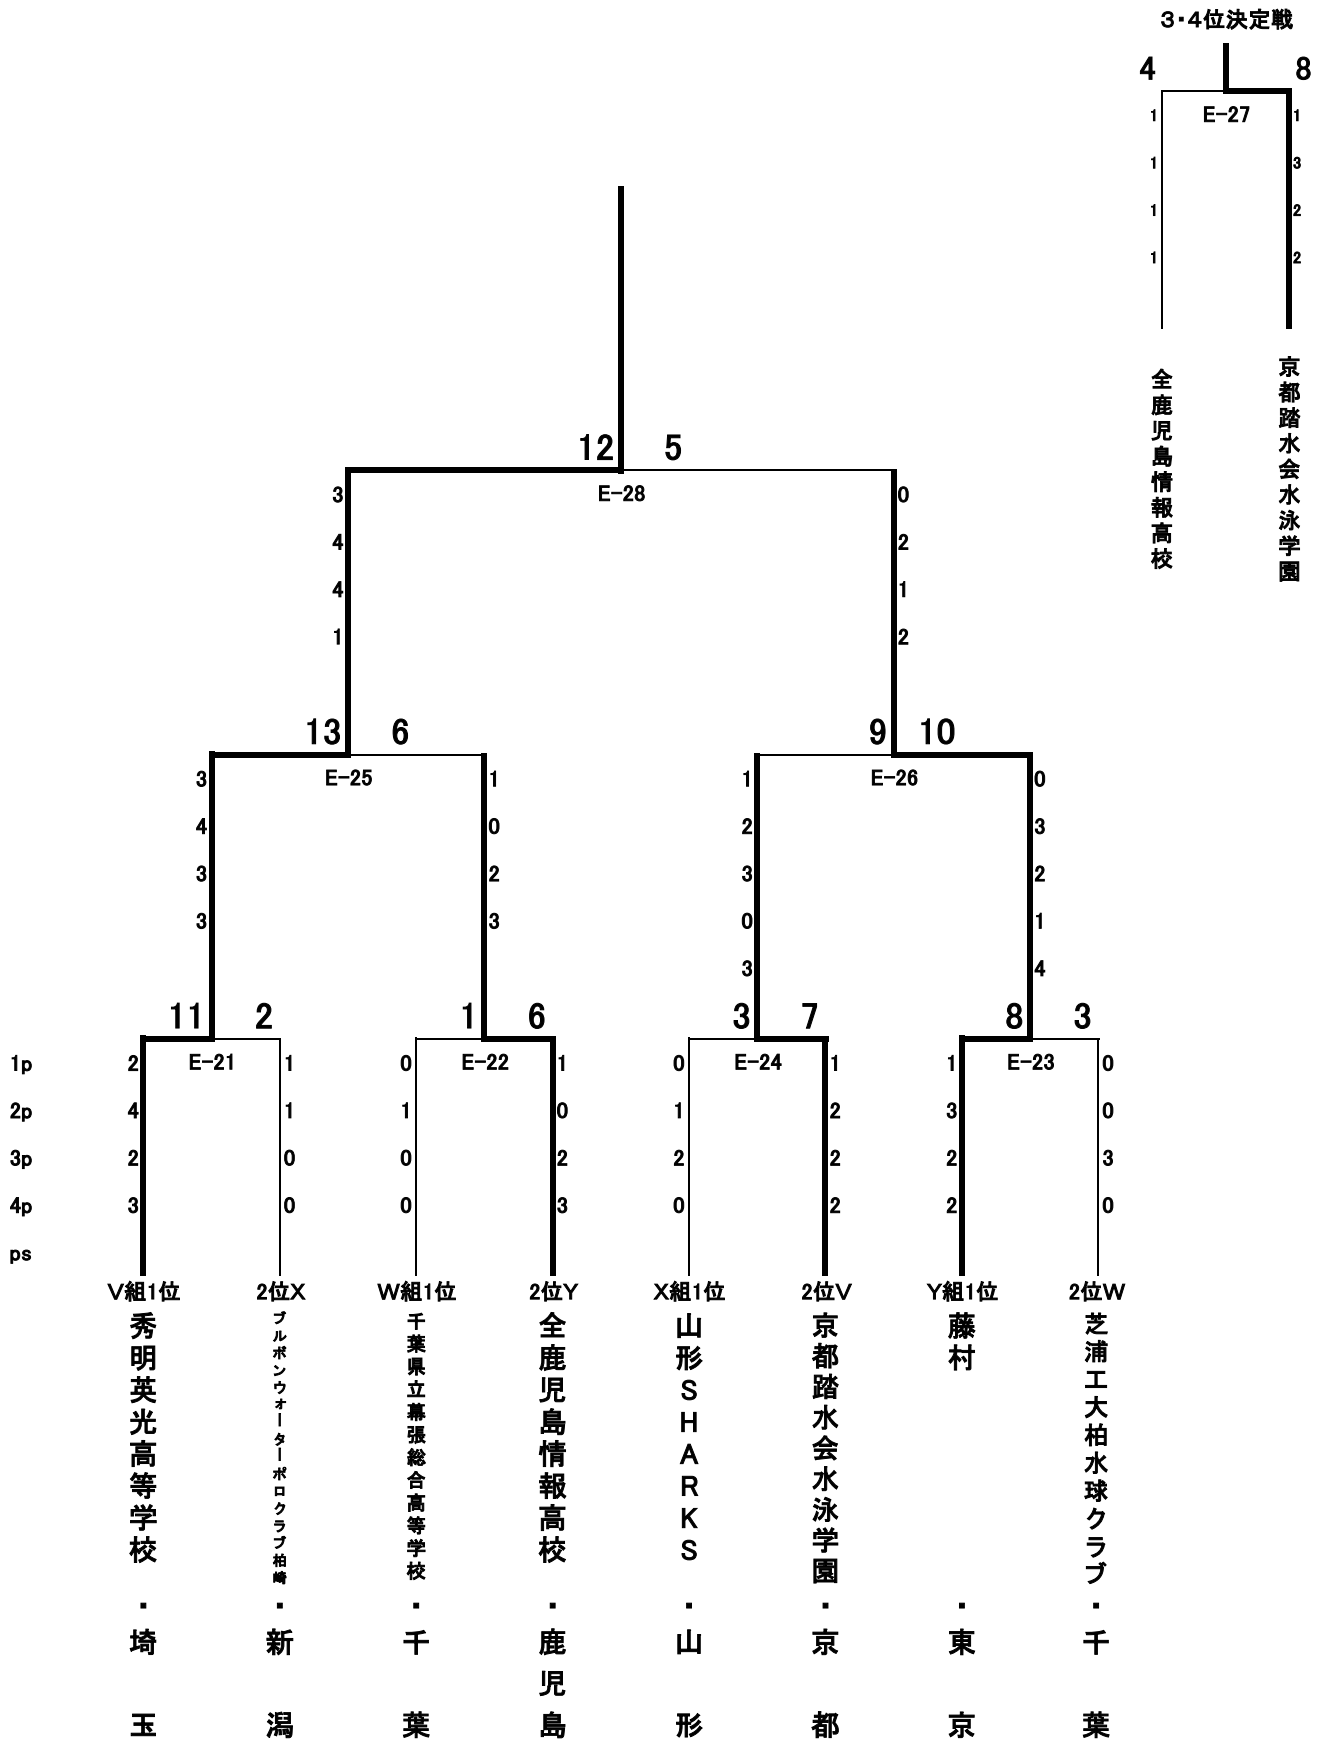 ３・４位決定戦
4 8
E-27
1 1
1 3
1 2
1 2
全鹿児島情報高校
京都踏水会水泳学園
12 5
E-28
3 0
4 2
4 1
1 2
13 6
9 10
E-25
E-26
3 1 1 0
4 0 2 3
3 2 3 2
3 3 0 1
3 4
11 2 1 6 3 7 8 3
E-21 E-22 E-24 E-23
1p 2 1 0 1 0 1 1 0
2p 4 1 1 0 1 2 3 0
3p 2 0 0 2 2 2 2 3
4p 3 0 0 3 0 2 2 0
ps
V組1位 2位X W組1位 2位Y X組1位 2位V Y組1位 2位W
秀明英光高等学校・埼玉
ブルボンウォーターポロクラブ柏崎・新潟
千葉県立幕張総合高等学校・千葉
全鹿児島情報高校・鹿児島
山形SHARKS・山形
京都踏水会水泳学園・京都
藤村・東京
芝浦工大柏水球クラブ・千葉